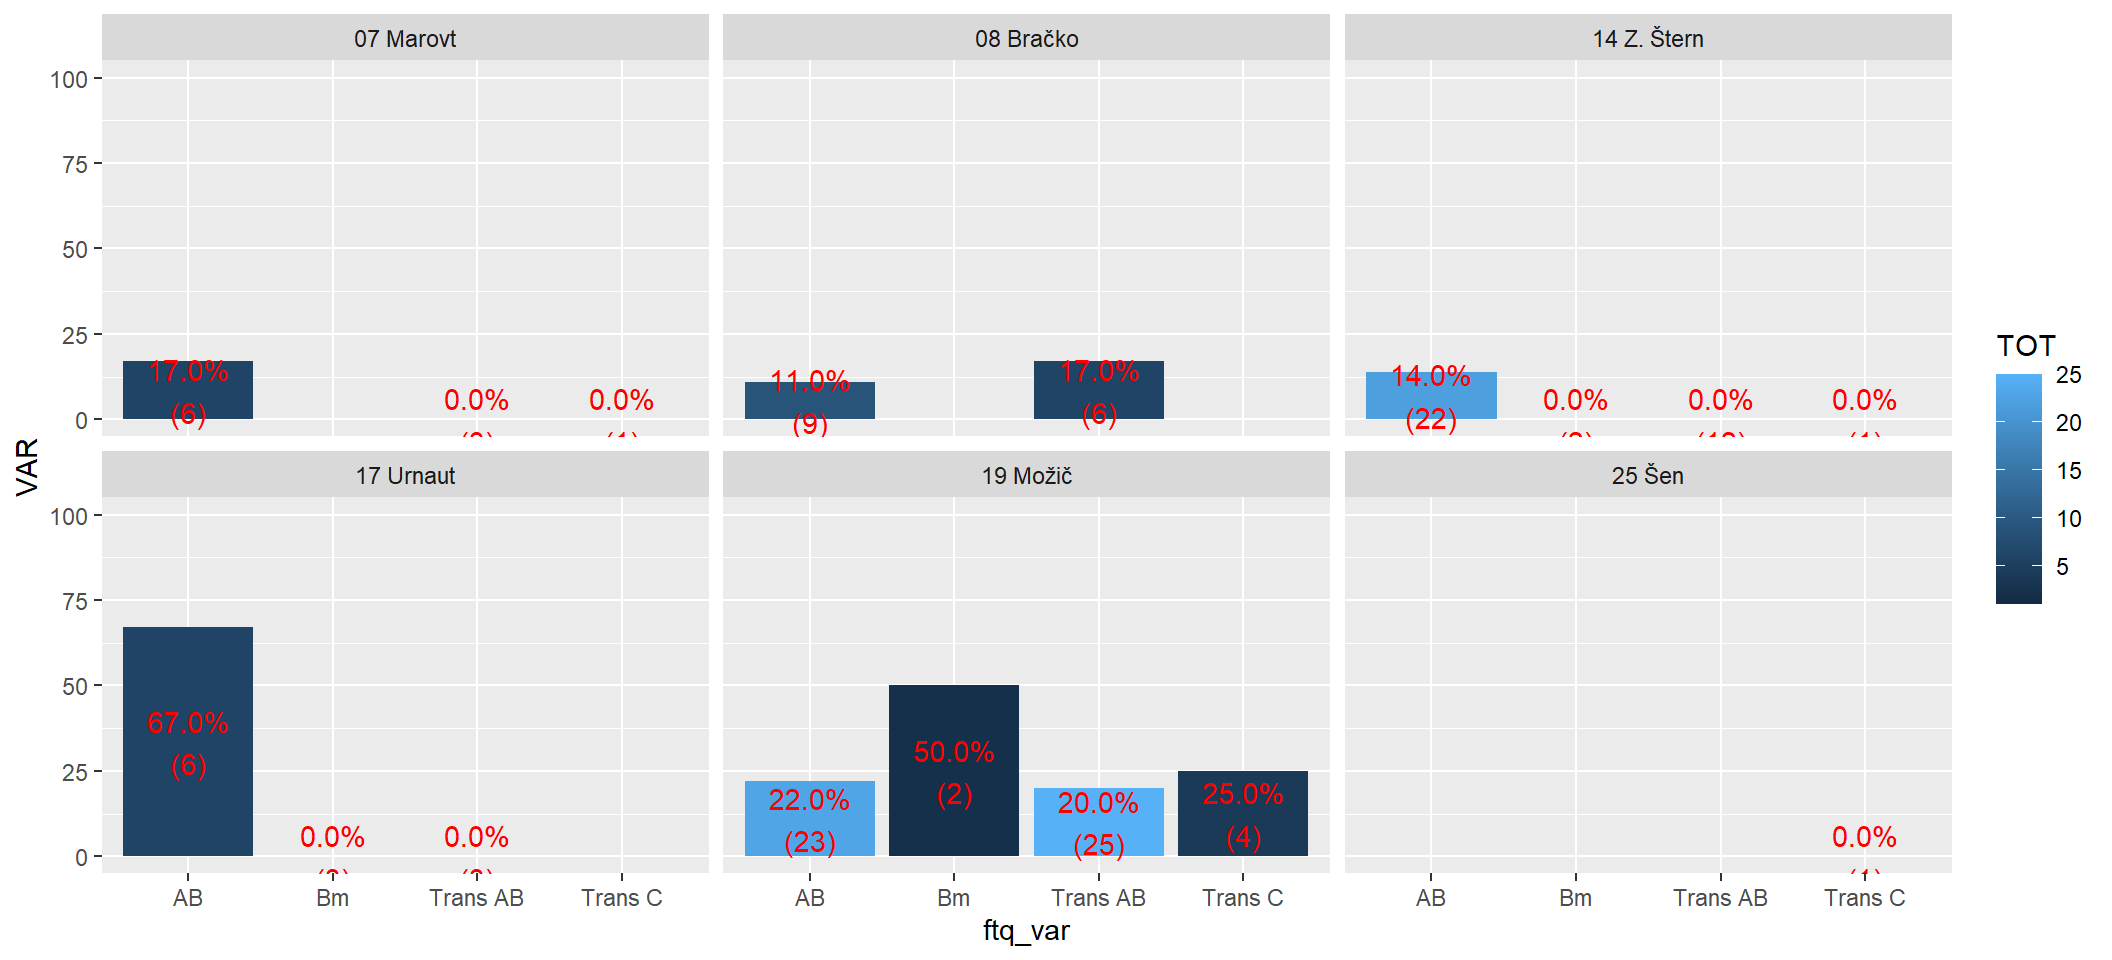 07 Marovt
08 Bračko
14 Z. Štern
100
75
50
25
0
17.0%
(6)
0.0%
0.0%
11.0%
(9)
17.0%
(6)
14.0%
(22)
0.0%
0.0%
0.0%
17 Urnaut
19 Možič
25 Šen
100
75
50
25
0
67.0%
(6)
0.0%
0.0%
22.0%
(23)
50.0%
(2)
20.0%
(25)
25.0%
(4)
0.0%
AB
Bm
Trans AB
Trans C
AB
Bm
Trans AB
Trans C
AB
Bm
Trans AB
Trans C
ftq_var
VAR
TOT
25
20
15
10
5